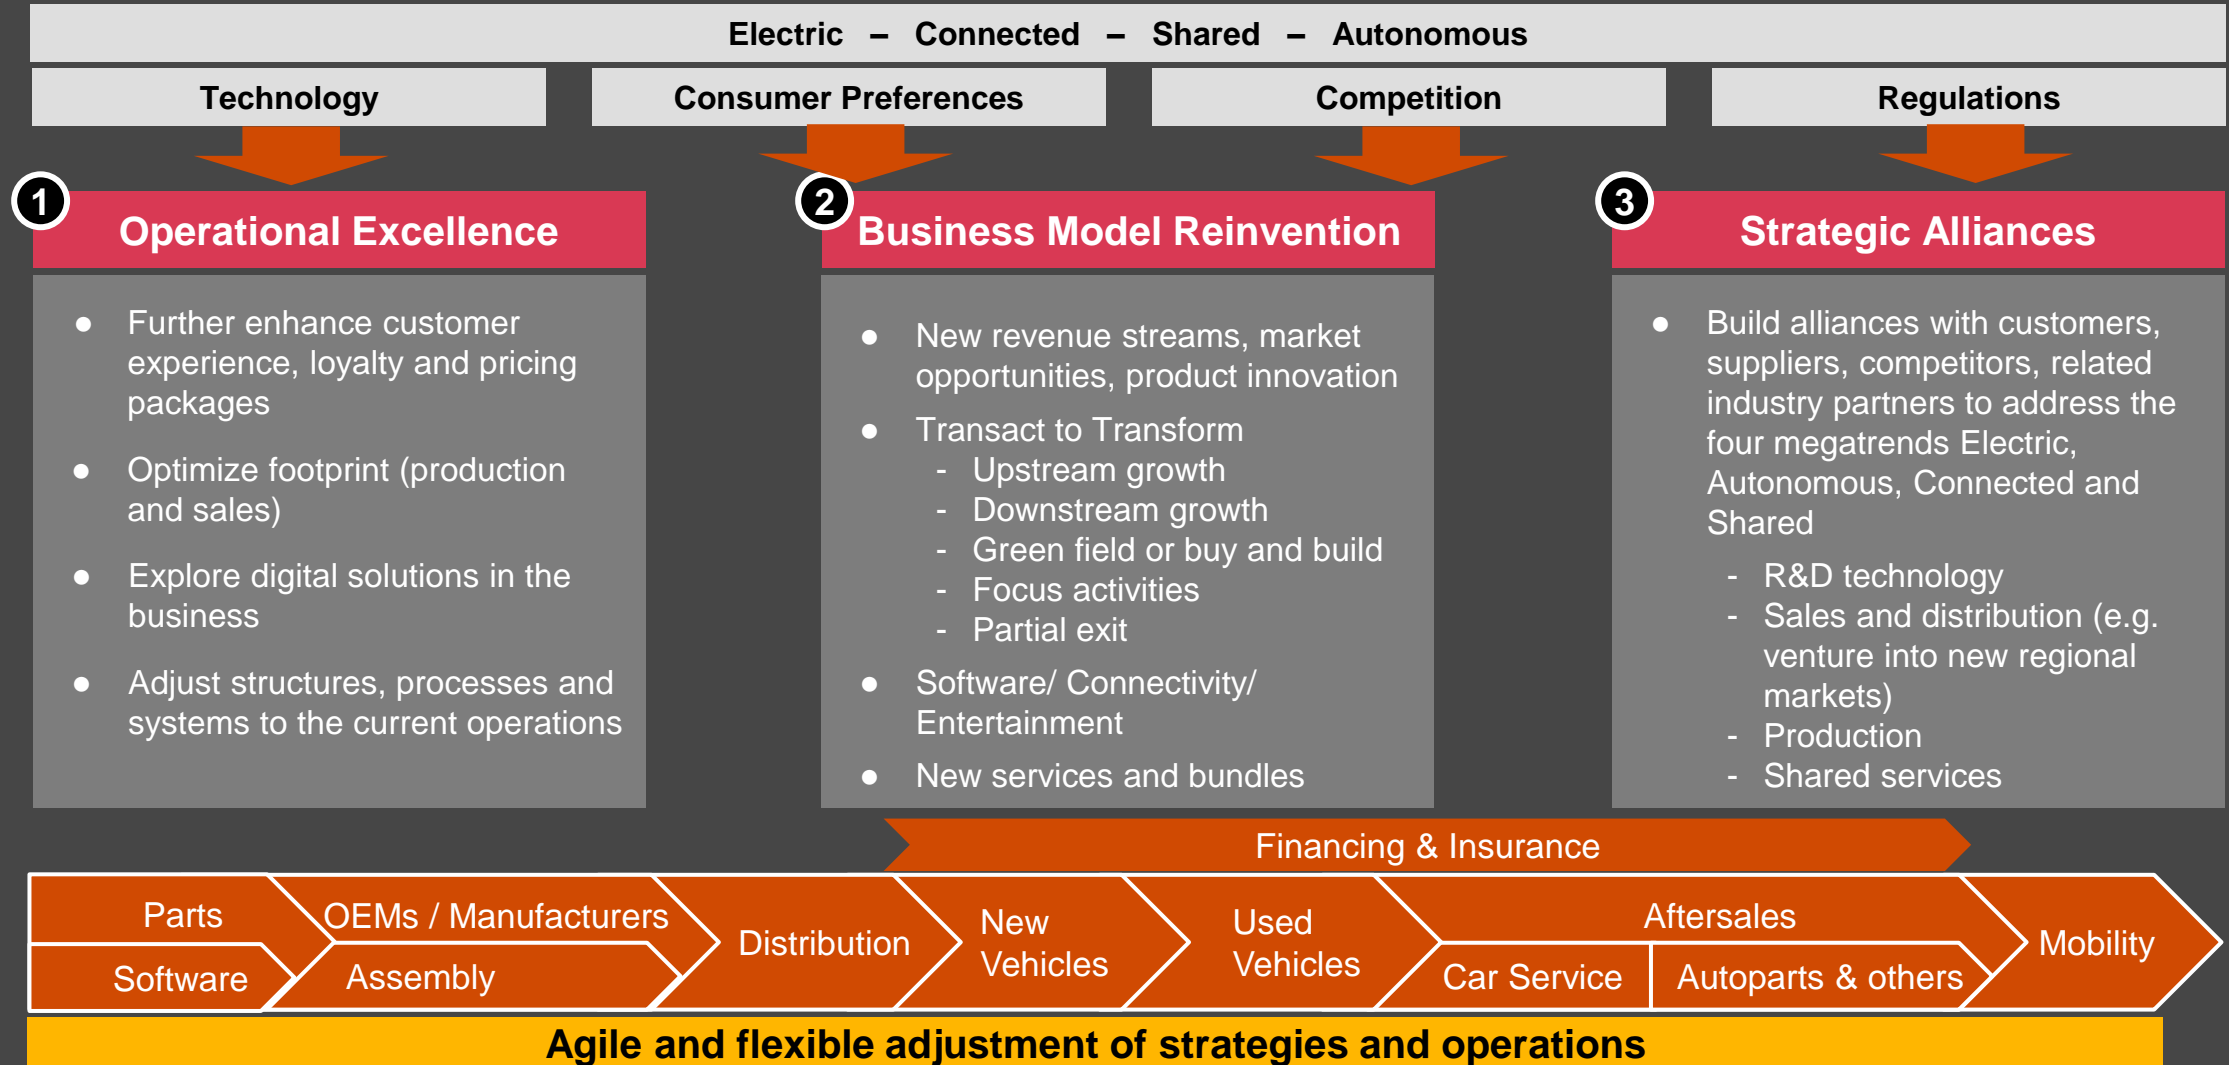 Electric – Connected – Shared – Autonomous
Technology
Consumer Preferences
Competition
Regulations
1
Operational Excellence
● Further enhance customer
experience, loyalty and pricing
packages
● Optimize footprint (production
and sales)
● Explore digital solutions in the
business
● Adjust structures, processes and
systems to the current operations
2
Business Model Reinvention
● New revenue streams, market
opportunities, product innovation
● Transact to Transform
- Upstream growth
- Downstream growth
- Green field or buy and build
- Focus activities
- Partial exit
● Software/ Connectivity/
Entertainment
● New services and bundles
3
Strategic Alliances
● Build alliances with customers,
suppliers, competitors, related
industry partners to address the
four megatrends Electric,
Autonomous, Connected and
Shared
- R&D technology
- Sales and distribution (e.g.
venture into new regional
markets)
- Production
- Shared services
Financing & Insurance
Parts
Software
OEMs / Manufacturers
Assembly
Distribution
New
Vehicles
Used
Vehicles
Aftersales
Car Service
Autoparts & others
Mobility
Agile and flexible adjustment of strategies and operations